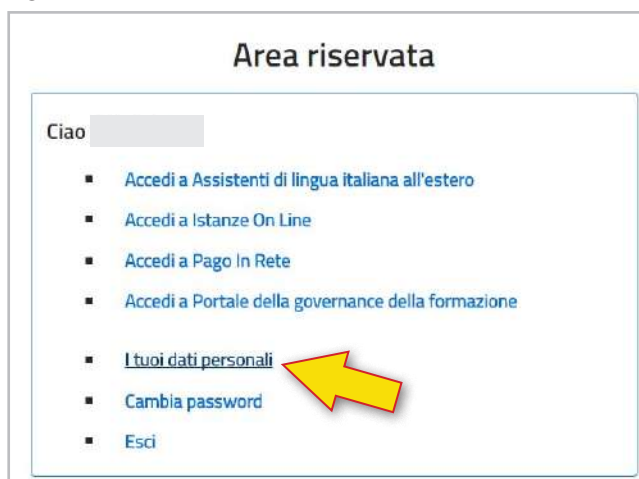 Area riservata
Ciao
Accedi a Assistenti di lingua italiana all'estero
Accedi a Istanze On Line
Accedi a Pago In Rete
Accedi a Portale della governance della formazione
I tuoi dati personali
Cambia password
Esci